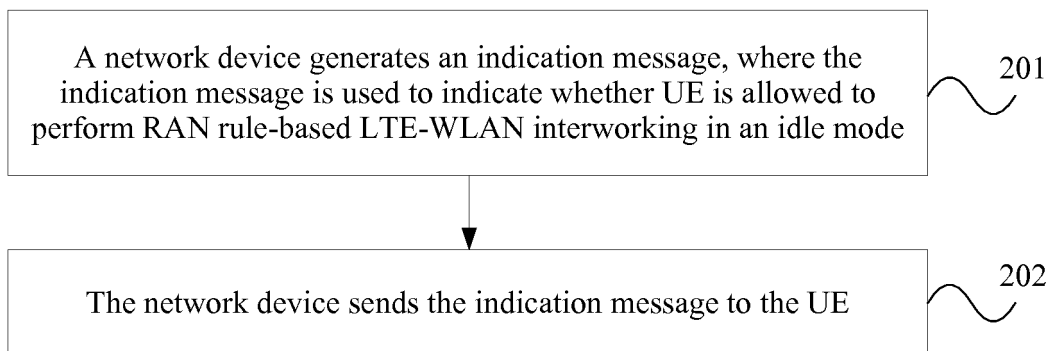 A network device generates an indication message, where the
indication message is used to indicate whether UE is allowed to
perform RAN rule-based LTE-WLAN interworking in an idle mode
201
The network device sends the indication message to the UE
202